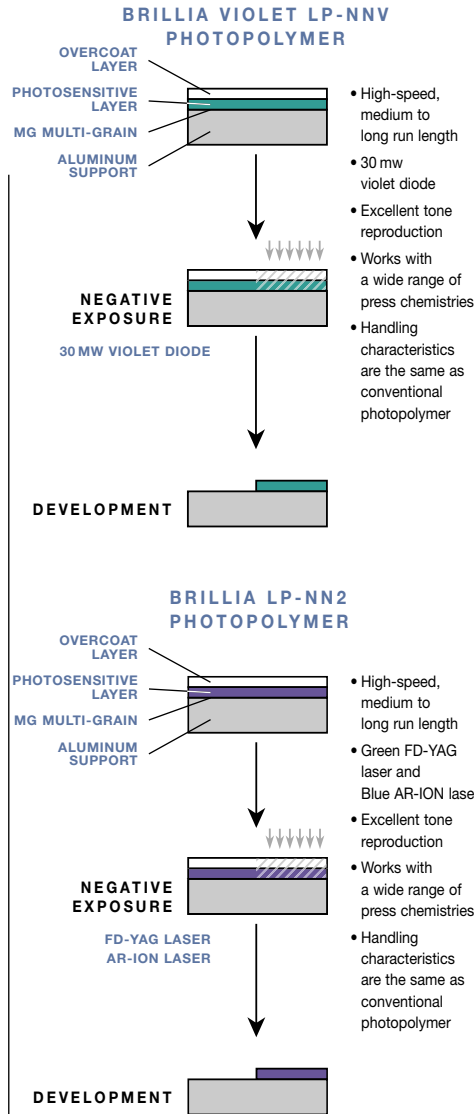 BRILLIA VIOLET LP-NNV
PHOTOPOLYMER
OVERCOAT
LAYER
PHOTOSENSITIVE
LAYER
MG MULTI-GRAIN
ALUMINUM
SUPPORT
• High-speed,
medium to
long run length
• 30 mw
violet diode
• Excellent tone
reproduction
• Works with
a wide range of
press chemistries
• Handling
characteristics
are the same as
conventional
photopolymer
NEGATIVE
EXPOSURE
30 MW VIOLET DIODE
DEVELOPMENT
BRILLIA LP-NN2
PHOTOPOLYMER
OVERCOAT
LAYER
PHOTOSENSITIVE
LAYER
MG MULTI-GRAIN
ALUMINUM
SUPPORT
• High-speed,
medium to
long run length
• Green FD-YAG
laser and
Blue AR-ION lase
• Excellent tone
reproduction
• Works with
a wide range of
press chemistries
• Handling
characteristics
are the same as
conventional
photopolymer
NEGATIVE
EXPOSURE
FD-YAG LASER
AR-ION LASER
DEVELOPMENT